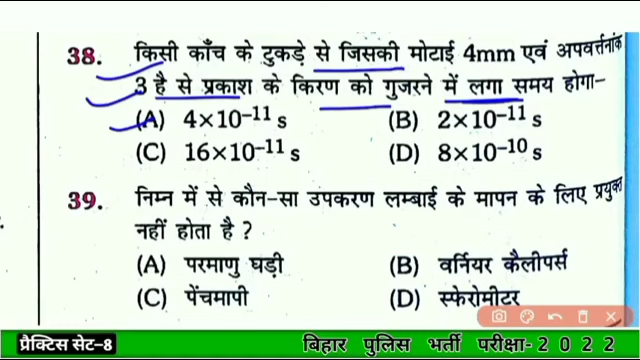 38. किसी काँच के टुकड़े से जिसकी मोटाई 4mm एवं अपवर्त्तनांक
3 है से प्रकाश के किरण को गुजरने में लगा समय होगा-
(A) 4×10⁻¹¹ s (B) 2×10⁻¹¹ s
(C) 16×10⁻¹¹ s (D) 8×10⁻¹⁰ s
39. निम्न में से कौन-सा उपकरण लम्बाई के मापन के लिए प्रयुक्त
नहीं होता है ?
(A) परमाणु घड़ी (B) वर्नियर कैलीपर्स
(C) पेंचमापी (D) स्फेरोमीटर
प्रैक्टिस सेट-8 बिहार पुलिस भर्ती परीक्षा-2022